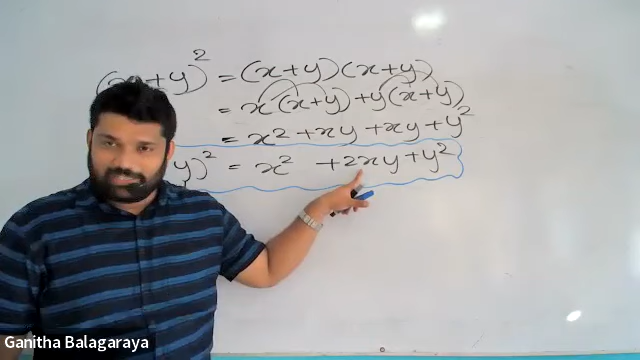 (x+y)² = (x+y)(x+y)
= x(x+y)+y(x+y)
= x²+xy+xy+y²
y)² = x² +2xy+y²
Ganitha Balagaraya